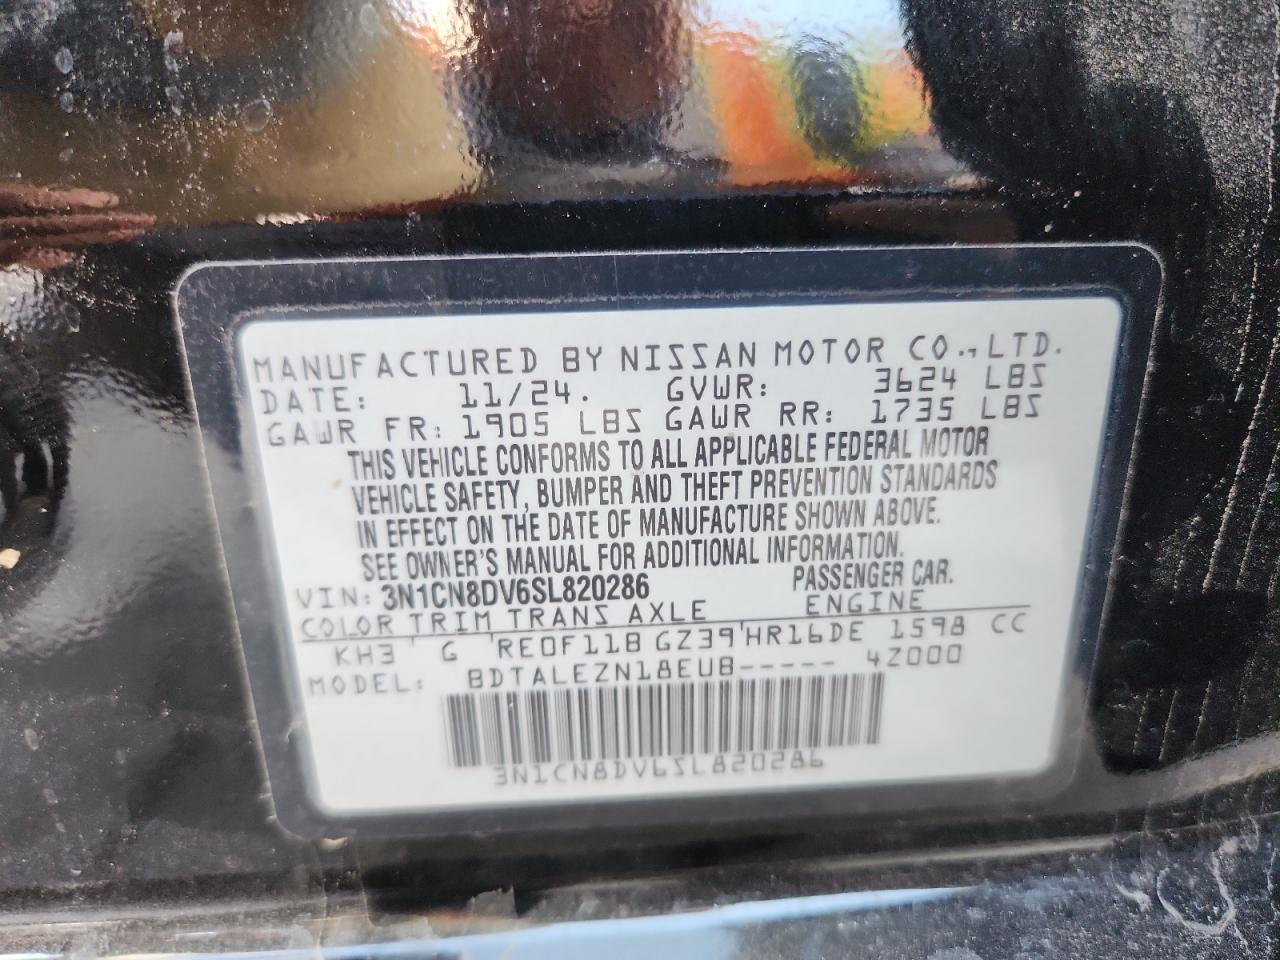 MANUFACTURED BY NISSAN MOTOR CO., LTD.
DATE: 11/24. GVWR: 3624 LBS
GAWR FR: 1905 LBS GAWR RR: 1735 LBS
THIS VEHICLE CONFORMS TO ALL APPLICABLE FEDERAL MOTOR
VEHICLE SAFETY, BUMPER AND THEFT PREVENTION STANDARDS
IN EFFECT ON THE DATE OF MANUFACTURE SHOWN ABOVE.
SEE OWNER'S MANUAL FOR ADDITIONAL INFORMATION.
VIN: 3N1CN8DV6SL820286 PASSENGER CAR.
COLOR TRIM TRANS AXLE ENGINE
KH3 G RE0F11B GZ39 HR16DE 1598 CC
MODEL: BDTALEZN18EUB----- 4Z000
3N1CN8DV6SL820286